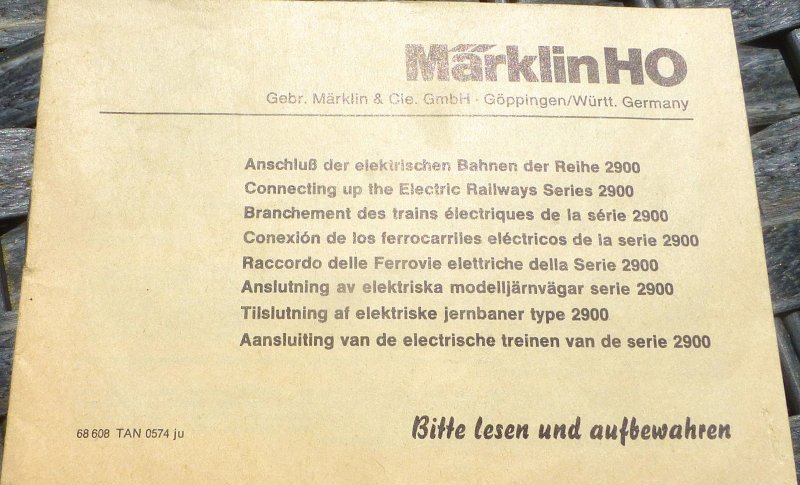 Märklin HO
Gebr. Märklin & Cie. GmbH · Göppingen/Württ. Germany
Anschluß der elektrischen Bahnen der Reihe 2900
Connecting up the Electric Railways Series 2900
Branchement des trains électriques de la série 2900
Conexión de los ferrocarriles eléctricos de la serie 2900
Raccordo delle Ferrovie elettriche della Serie 2900
Anslutning av elektriska modelljärnvägar serie 2900
Tilslutning af elektriske jernbaner type 2900
Aansluiting van de electrische treinen van de serie 2900
68 608 TAN 0574 ju
Bitte lesen und aufbewahren